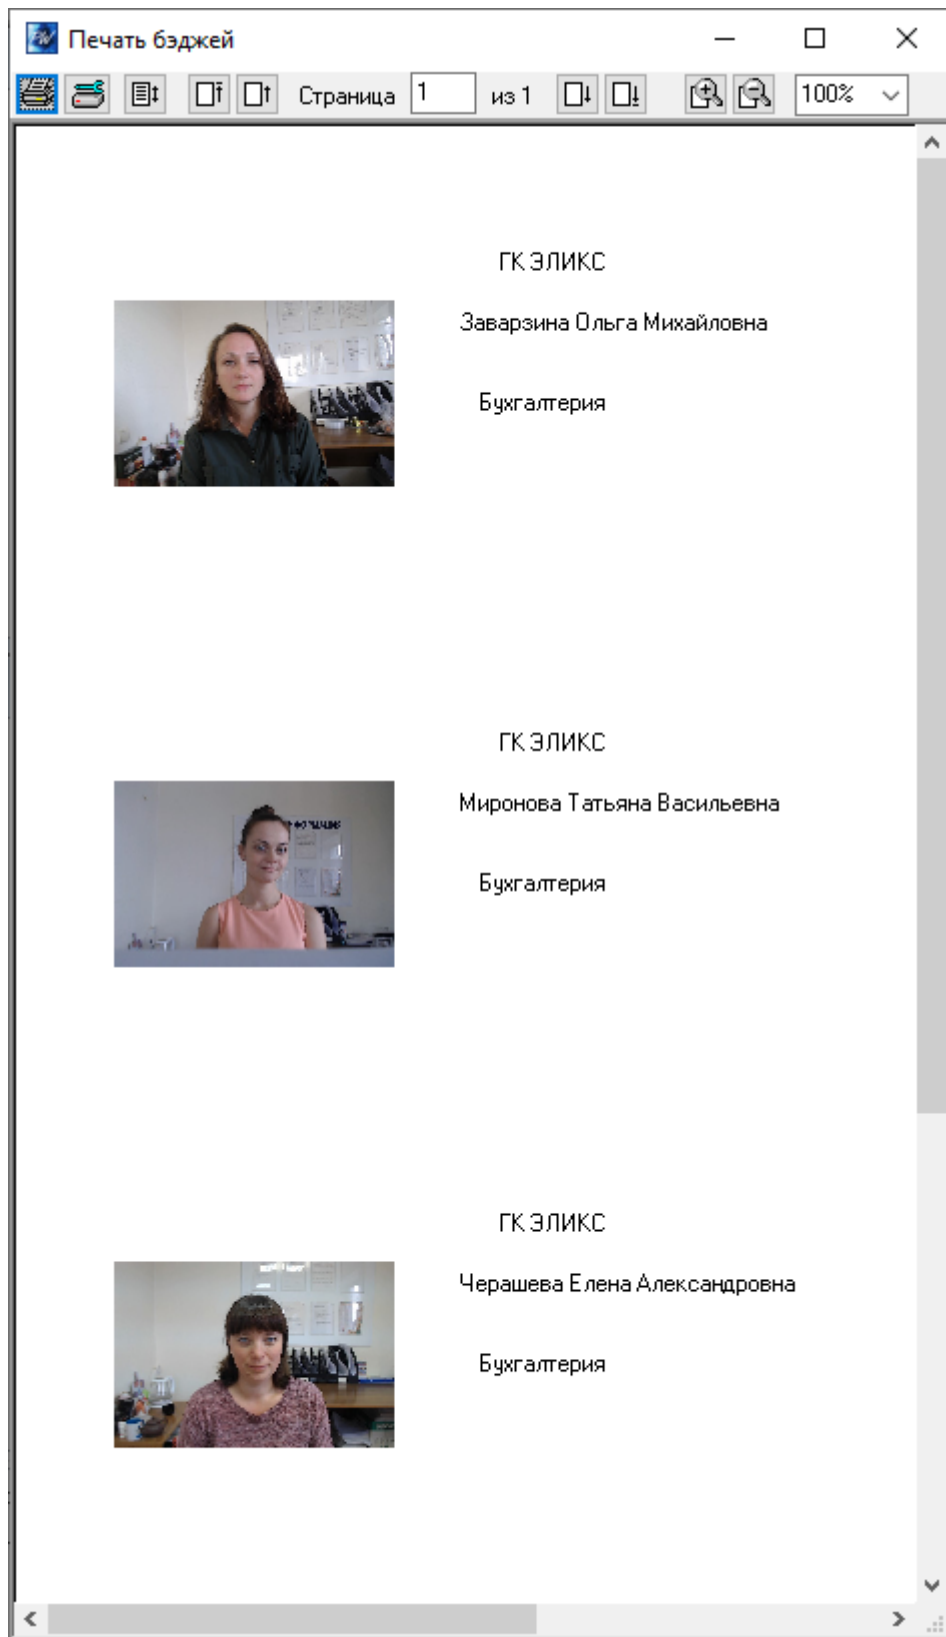 Печать бэджей
Страница 1 из 1 100%
ГК ЭЛИКС
Заварзина Ольга Михайловна
Бухгалтерия
ГК ЭЛИКС
Миронова Татьяна Васильевна
Бухгалтерия
ГК ЭЛИКС
Черашева Елена Александровна
Бухгалтерия